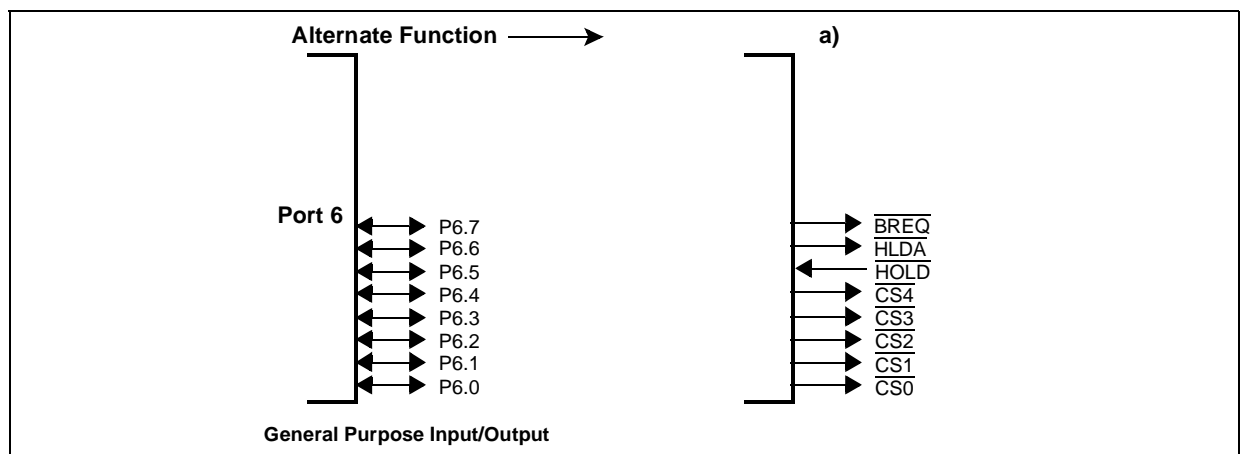 Alternate Function a)
Port 6
P6.7 BREQ
P6.6 HLDA
P6.5 HOLD
P6.4 CS4
P6.3 CS3
P6.2 CS2
P6.1 CS1
P6.0 CS0
General Purpose Input/Output